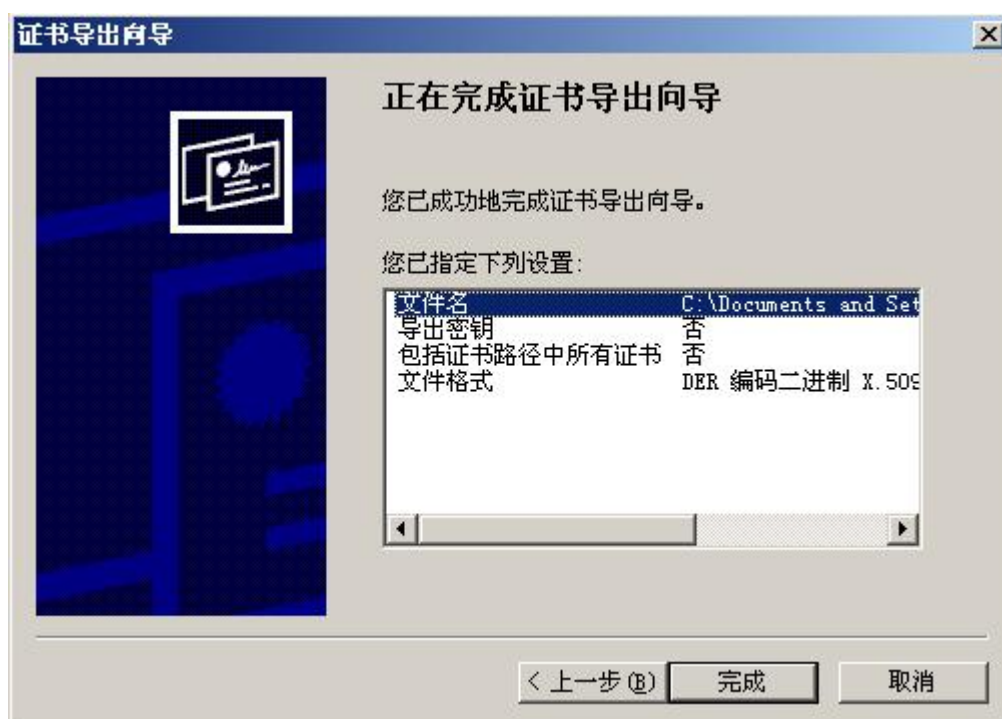 证书导出向导
正在完成证书导出向导
您已成功地完成证书导出向导。
您已指定下列设置:
文件名 C:\Documents and Set
导出密钥 否
包括证书路径中所有证书 否
文件格式 DER 编码二进制 X.509
< 上一步(B) 完成 取消